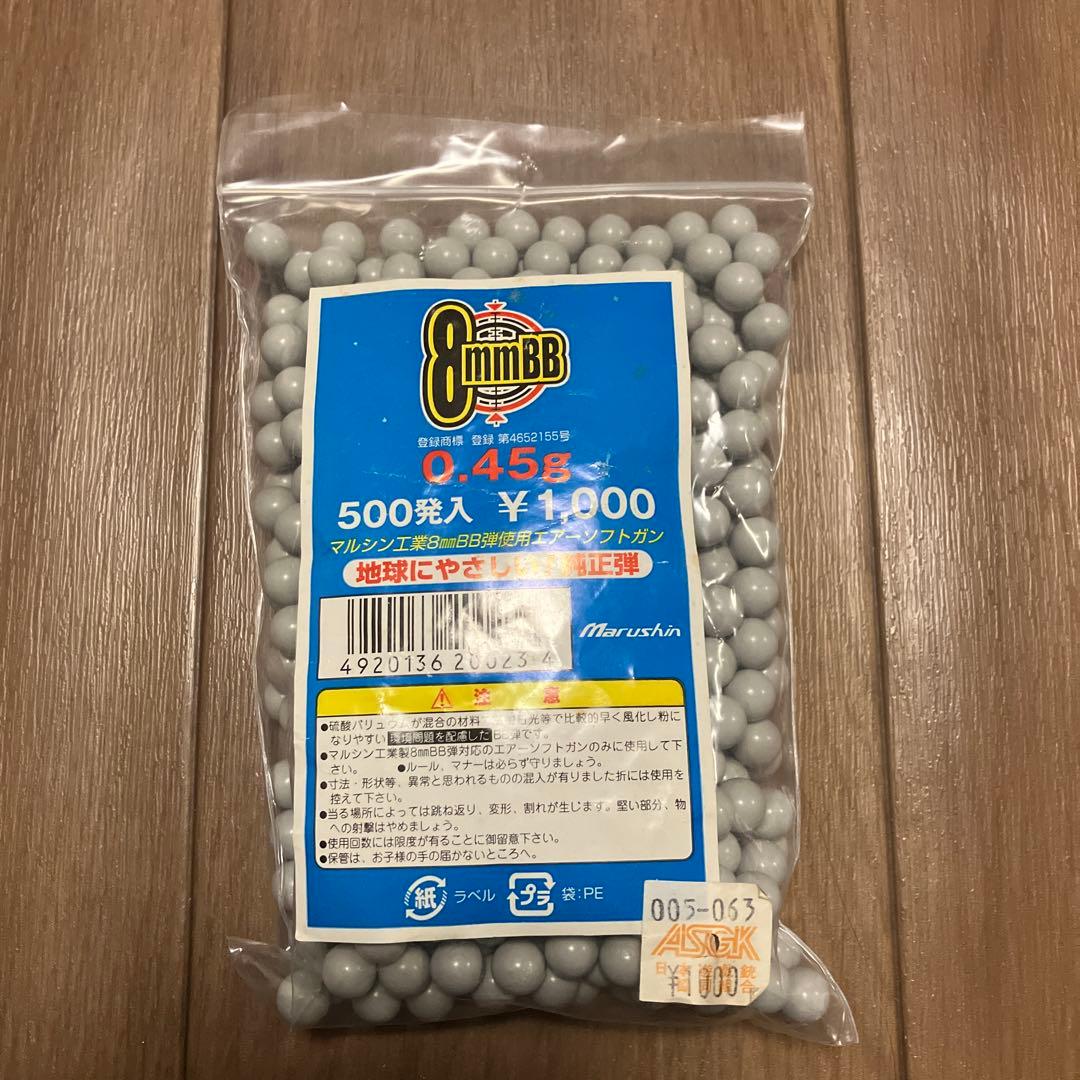 8mmBB
登録商標 登録 第4652155号
0.45g
500発入 ¥1,000
マルシン工業8mmBB弾使用エアーソフトガン
地球にやさしい 純正弾
Marushin
4920136 200234
注 意
●硫酸バリュウムが混合の材料 日光等で比較的早く風化し粉に
なりやすい 環境問題を配慮した BB弾です。
●マルシン工業製8mmBB弾対応のエアーソフトガンのみに使用して下
さい。 ●ルール、マナーは必らず守りましょう。
●寸法・形状等、異常と思われるものの混入が有りました折には使用を
控えて下さい。
●当る場所によっては跳ね返り、変形、割れが生じます。堅い部分、物
への射撃はやめましょう。
●使用回数には限度が有ることに御留意下さい。
●保管は、お子様の手の届かないところへ。
紙 ラベル プラ 袋:PE
005-063
ASGK
¥1000